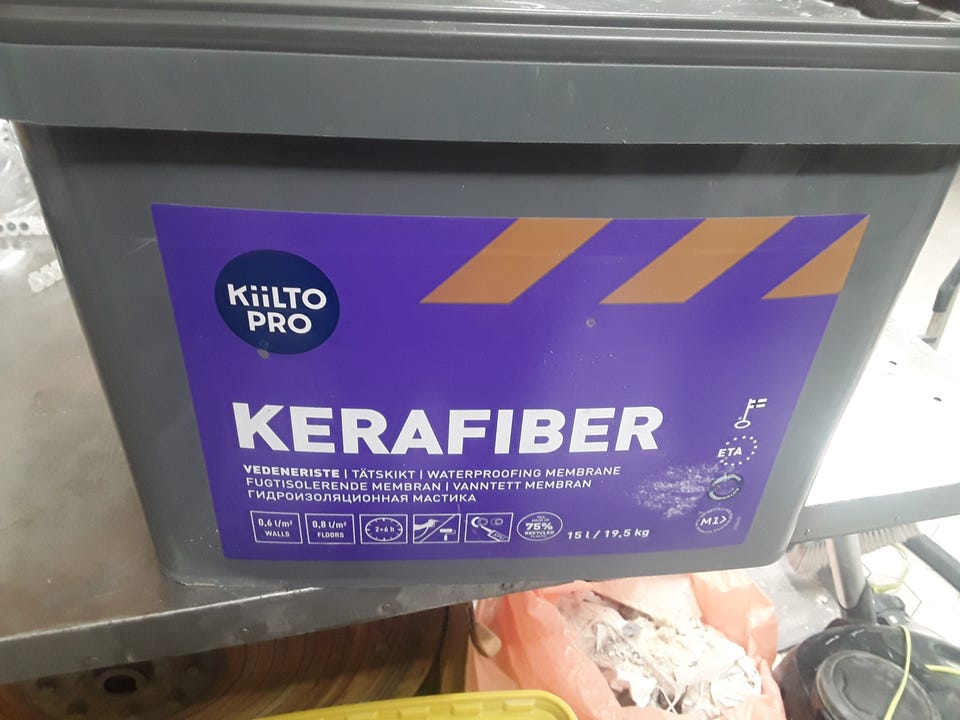 KiiLTO
PRO
KERAFIBER
VEDENERISTE | TÄTSKIKT | WATERPROOFING MEMBRANE
FUGTISOLERENDE MEMBRAN | VANNTETT MEMBRAN
ГИДРОИЗОЛЯЦИОННАЯ МАСТИКА
0,6 l/m²
WALLS
0,8 l/m²
FLOORS
2+6 h
75%
RECYCLED
15 l / 19,5 kg
ETA
M1